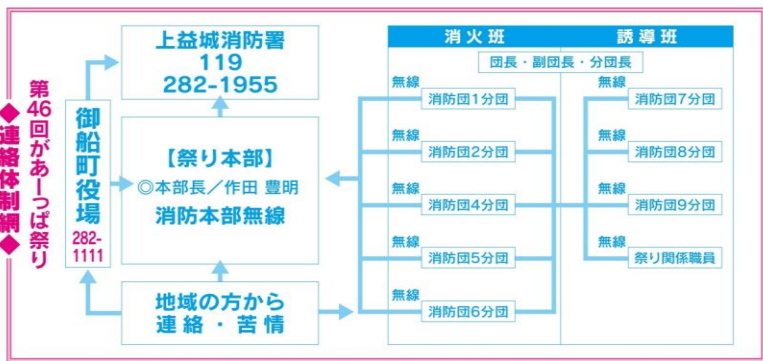 第46回があーっぱ祭り
◆連絡体制網◆
御船町役場
282-
1111
上益城消防署
119
282-1955
【祭り本部】
◎本部長／作田 豊明
消防本部無線
地域の方から
連絡・苦情
消火班
誘導班
団長・副団長・分団長
無線
消防団1分団
無線
消防団2分団
無線
消防団4分団
無線
消防団5分団
無線
消防団6分団
無線
消防団7分団
無線
消防団8分団
無線
消防団9分団
無線
祭り関係職員